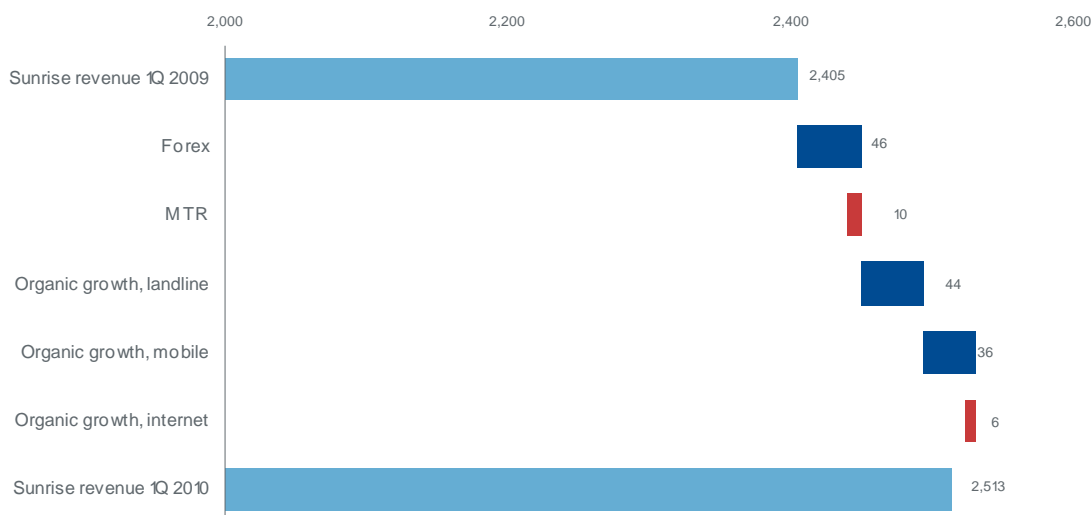 2,000 2,200 2,400 2,600
Sunrise revenue 1Q 2009 2,405
Forex 46
MTR 10
Organic growth, landline 44
Organic growth, mobile 36
Organic growth, internet 6
Sunrise revenue 1Q 2010 2,513